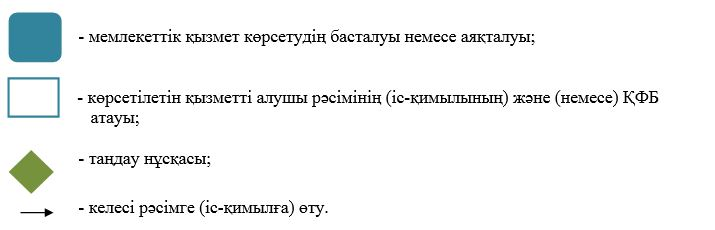 - мемлекеттік қызмет көрсетудің басталуы немесе аяқталуы;
- көрсетілетін қызметті алушы рәсімінің (іс-қимылының) және (немесе) ҚФБ
атауы;
- таңдау нұсқасы;
- келесі рәсімге (іс-қимылға) өту.